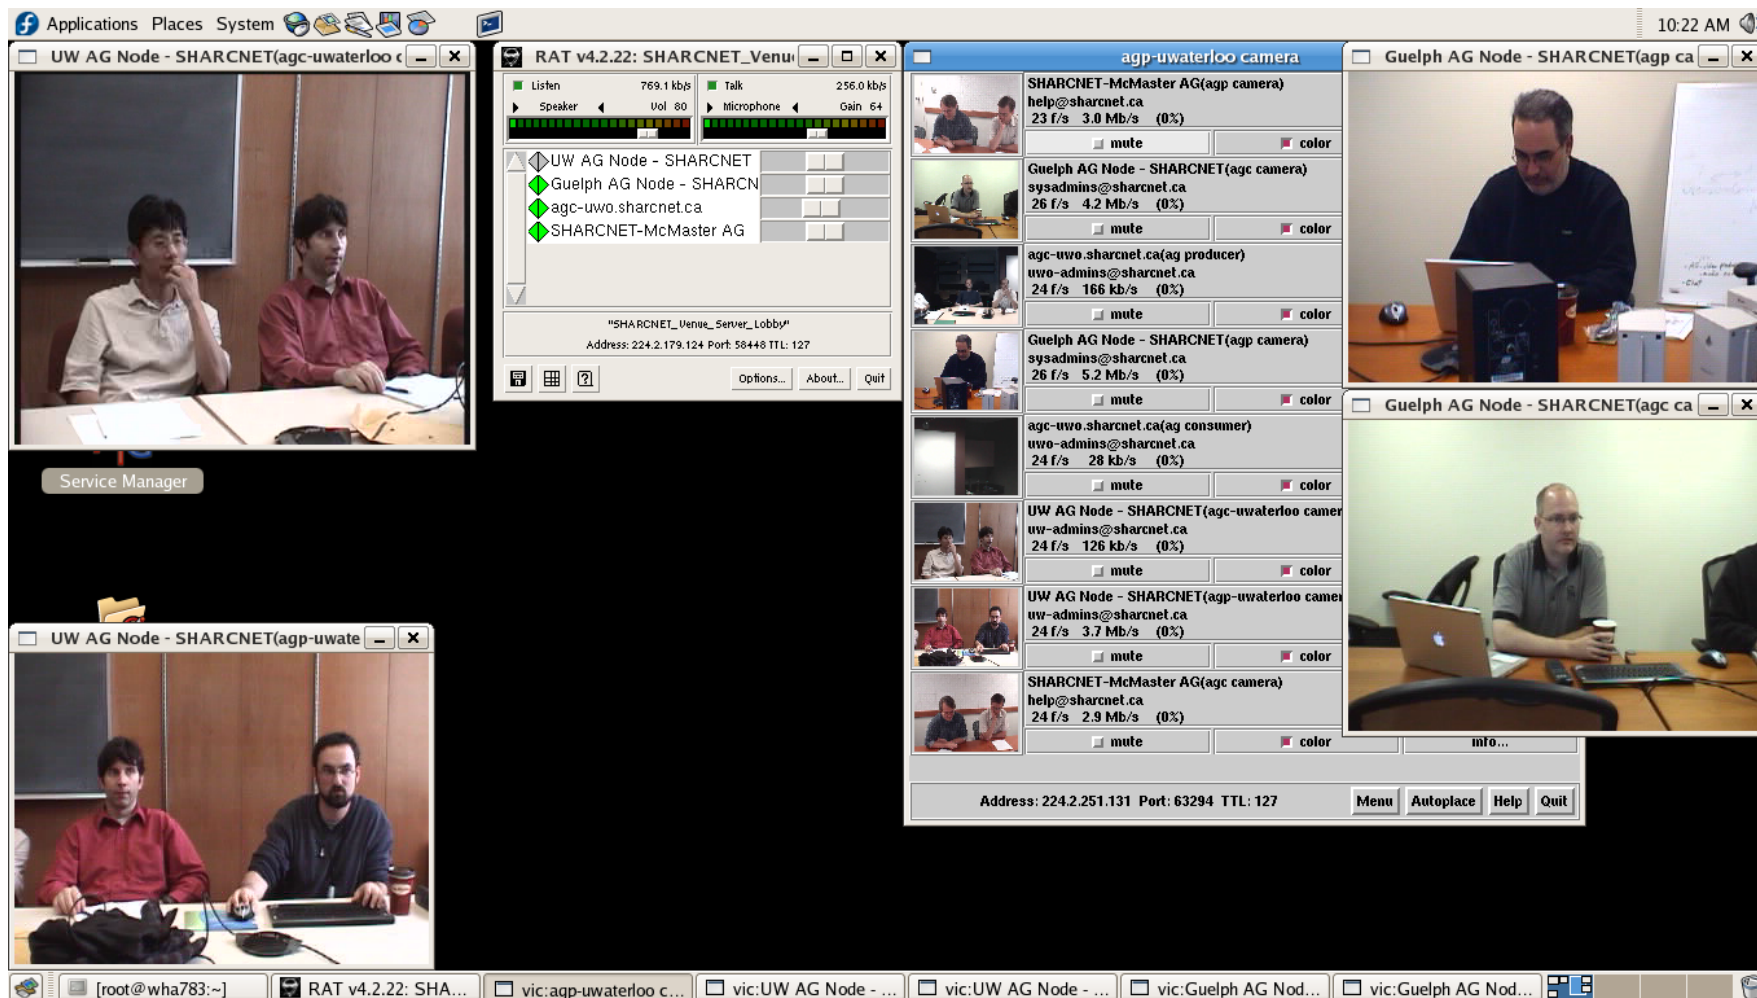 Applications Places System
10:22 AM
UW AG Node - SHARCNET(agc-uwaterloo c
RAT v4.2.22: SHARCNET_Venu
Listen 769.1 kb/s
Talk 256.0 kb/s
Speaker Vol 80
Microphone Gain 64
UW AG Node - SHARCNET
Guelph AG Node - SHARCN
agc-uwo.sharcnet.ca
SHARCNET-McMaster AG
"SHARCNET_Venue_Server_Lobby"
Address: 224.2.179.124 Port: 58448 TTL: 127
Options... About... Quit
agp-uwaterloo camera
SHARCNET-McMaster AG(agp camera)
help@sharcnet.ca
23 f/s 3.0 Mb/s (0%)
mute color
Guelph AG Node - SHARCNET(agc camera)
sysadmins@sharcnet.ca
26 f/s 4.2 Mb/s (0%)
mute color
agc-uwo.sharcnet.ca(ag producer)
uwo-admins@sharcnet.ca
24 f/s 166 kb/s (0%)
mute color
Guelph AG Node - SHARCNET(agp camera)
sysadmins@sharcnet.ca
26 f/s 5.2 Mb/s (0%)
mute color
agc-uwo.sharcnet.ca(ag consumer)
uwo-admins@sharcnet.ca
24 f/s 28 kb/s (0%)
mute color
UW AG Node - SHARCNET(agc-uwaterloo camer
uw-admins@sharcnet.ca
24 f/s 126 kb/s (0%)
mute color
UW AG Node - SHARCNET(agp-uwaterloo camer
uw-admins@sharcnet.ca
24 f/s 3.7 Mb/s (0%)
mute color
SHARCNET-McMaster AG(agc camera)
help@sharcnet.ca
24 f/s 2.9 Mb/s (0%)
mute color info...
Address: 224.2.251.131 Port: 63294 TTL: 127
Menu Autoplace Help Quit
Guelph AG Node - SHARCNET(agp ca
Guelph AG Node - SHARCNET(agc ca
Service Manager
UW AG Node - SHARCNET(agp-uwate
[root@wha783:~]
RAT v4.2.22: SHA...
vic:agp-uwaterloo c...
vic:UW AG Node - ...
vic:UW AG Node - ...
vic:Guelph AG Nod...
vic:Guelph AG Nod...